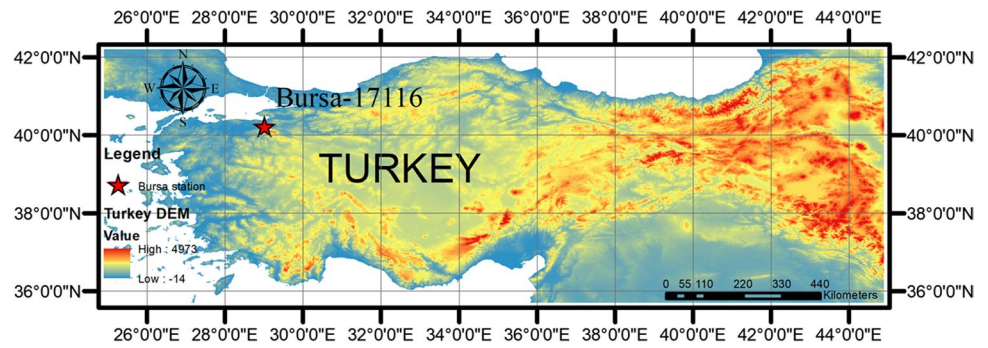 26°0'0"E 28°0'0"E 30°0'0"E 32°0'0"E 34°0'0"E 36°0'0"E 38°0'0"E 40°0'0"E 42°0'0"E 44°0'0"E
42°0'0"N 42°0'0"N
N
W E
S
Bursa-17116
40°0'0"N 40°0'0"N
Legend
TURKEY
Bursa station
38°0'0"N 38°0'0"N
Turkey DEM
Value
High : 4973
Low : -14
0 55 110 220 330 440
Kilometers
36°0'0"N 36°0'0"N
26°0'0"E 28°0'0"E 30°0'0"E 32°0'0"E 34°0'0"E 36°0'0"E 38°0'0"E 40°0'0"E 42°0'0"E 44°0'0"E